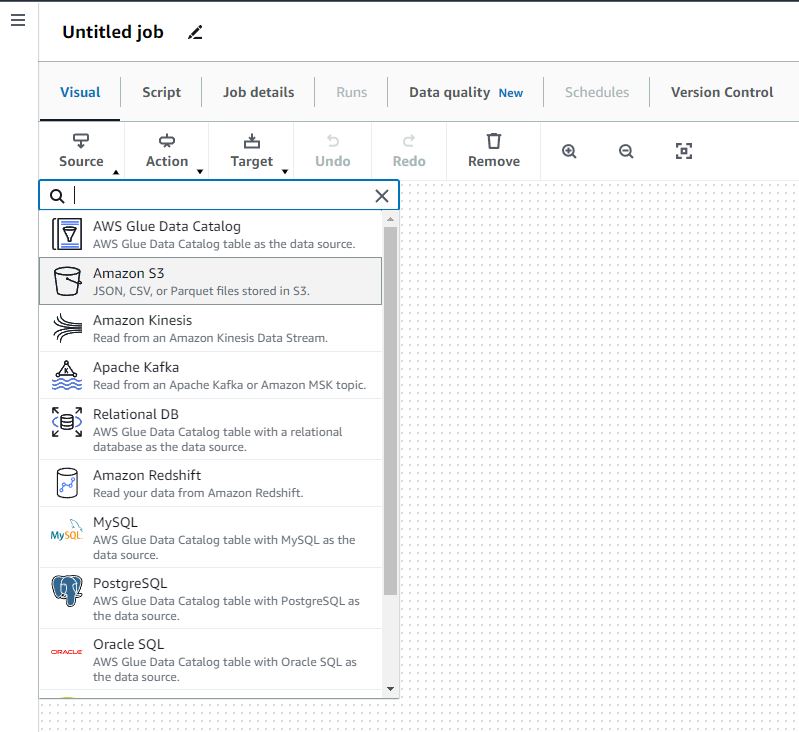 Untitled job
Visual
Script
Job details
Runs
Data quality New
Schedules
Version Control
Source
Action
Target
Undo
Redo
Remove
AWS Glue Data Catalog
AWS Glue Data Catalog table as the data source.
Amazon S3
JSON, CSV, or Parquet files stored in S3.
Amazon Kinesis
Read from an Amazon Kinesis Data Stream.
K
Apache Kafka
Read from an Apache Kafka or Amazon MSK topic.
Relational DB
AWS Glue Data Catalog table with a relational
database as the data source.
Amazon Redshift
Read your data from Amazon Redshift.
MySQL
MySQL
AWS Glue Data Catalog table with MySQL as the
data source.
PostgreSQL
AWS Glue Data Catalog table with PostgreSQL as
the data source.
ORACLE
Oracle SQL
AWS Glue Data Catalog table with Oracle SQL as
the data source.